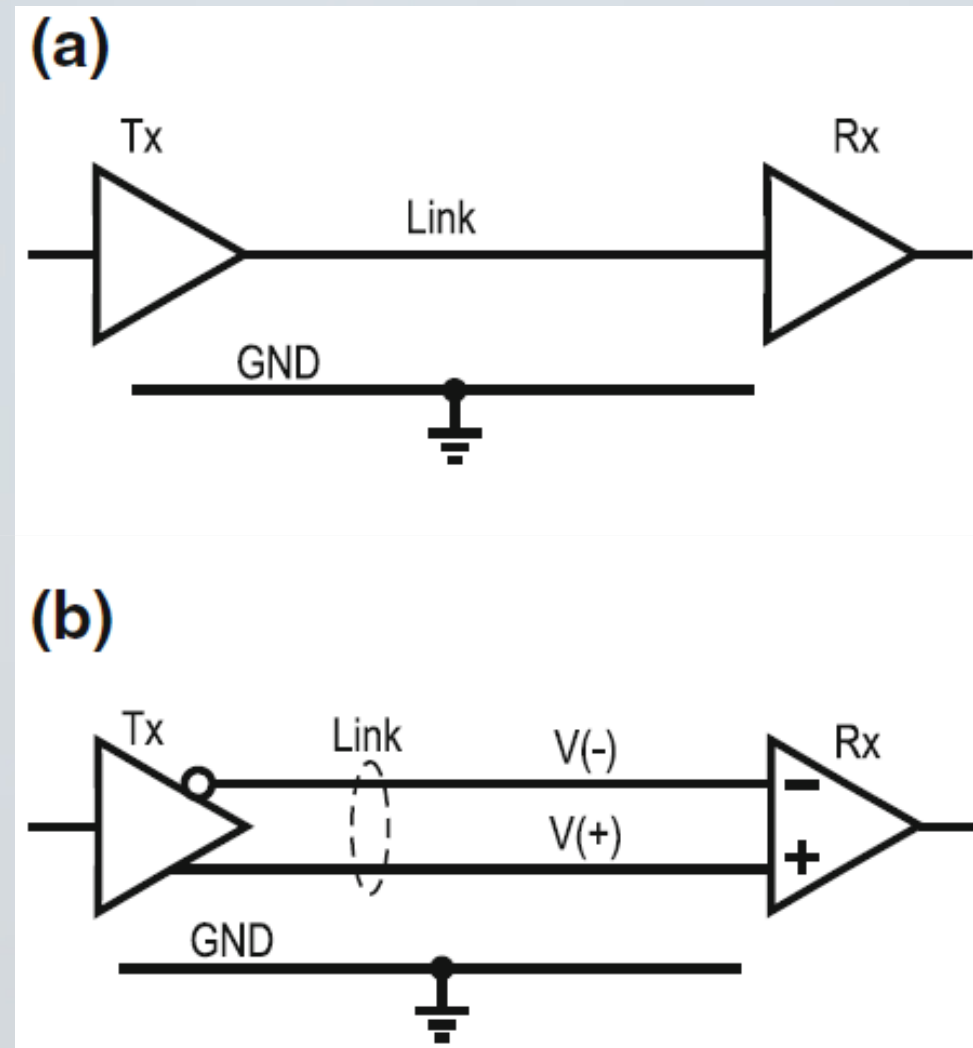 (a)
Tx
Rx
Link
GND
(b)
Tx
Link
V(-)
Rx
V(+)
GND